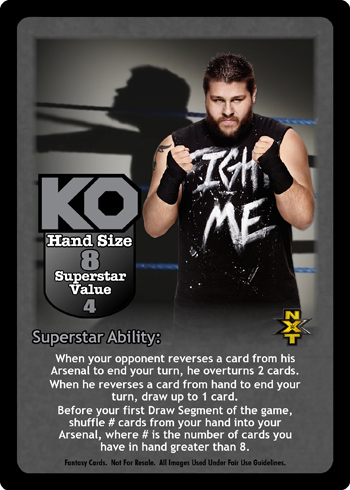 IGH
ME
KO
Hand Size
8
Superstar
Value
4
NXT
Superstar Ability:
When your opponent reverses a card from his
Arsenal to end your turn, he overturns 2 cards.
When he reverses a card from hand to end your
turn, draw up to 1 card.
Before your first Draw Segment of the game,
shuffle # cards from your hand into your
Arsenal, where # is the number of cards you
have in hand greater than 8.
Fantasy Cards. Not For Resale. All Images Used Under Fair Use Guidelines.